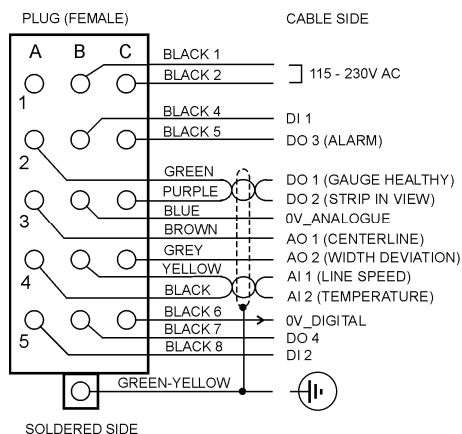 PLUG (FEMALE) CABLE SIDE
A B C
BLACK 1
BLACK 2
115 - 230V AC
1
BLACK 4 DI 1
BLACK 5 DO 3 (ALARM)
2
GREEN DO 1 (GAUGE HEALTHY)
PURPLE DO 2 (STRIP IN VIEW)
BLUE 0V_ANALOGUE
3
BROWN AO 1 (CENTERLINE)
GREY AO 2 (WIDTH DEVIATION)
YELLOW AI 1 (LINE SPEED)
4
BLACK AI 2 (TEMPERATURE)
BLACK 6 0V_DIGITAL
BLACK 7 DO 4
5
BLACK 8 DI 2
GREEN-YELLOW
SOLDERED SIDE